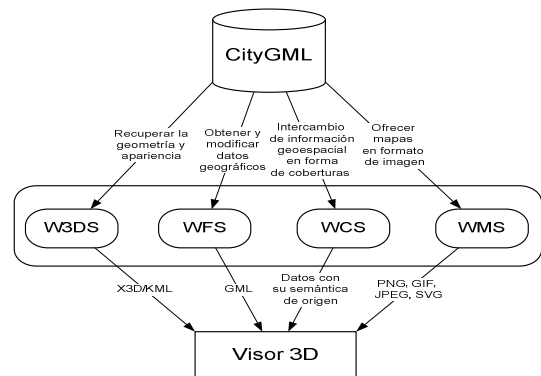 CityGML
Recuperar la
geometría y
apariencia
Obtener y
modificar
datos
geográficos
Intercambio
de información
geoespacial
en forma
de coberturas
Ofrecer
mapas
en formato
de imagen
W3DS
WFS
WCS
WMS
X3D/KML
GML
Datos con
su semántica
de origen
PNG, GIF,
JPEG, SVG
Visor 3D